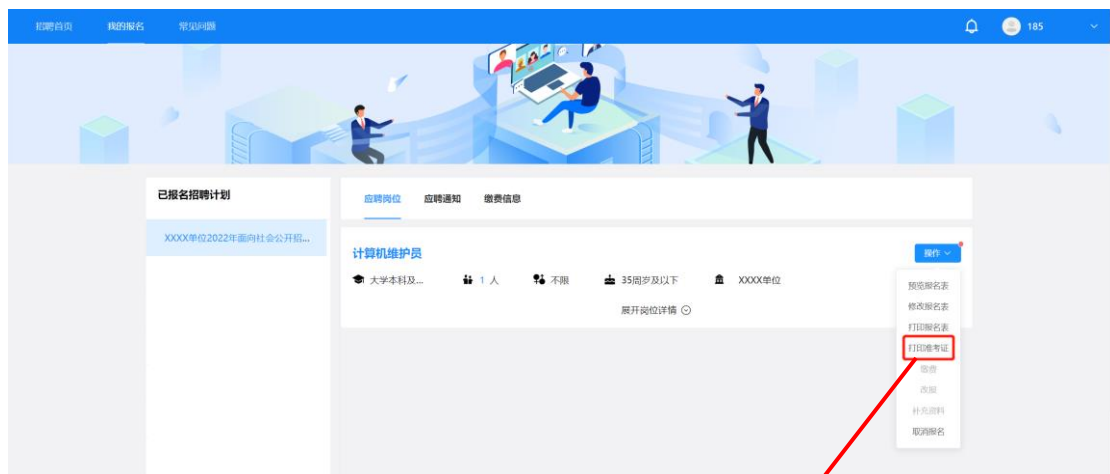 招聘首页 我的报名 常见问题 185
已报名招聘计划
应聘岗位 应聘通知 缴费信息
XXXX单位2022年面向社会公开招...
计算机维护员
操作
大学本科及... 1 人 不限 35周岁及以下 XXXX单位
展开岗位详情
预览报名表
修改报名表
打印报名表
打印准考证
缴费
改报
补充资料
取消报名